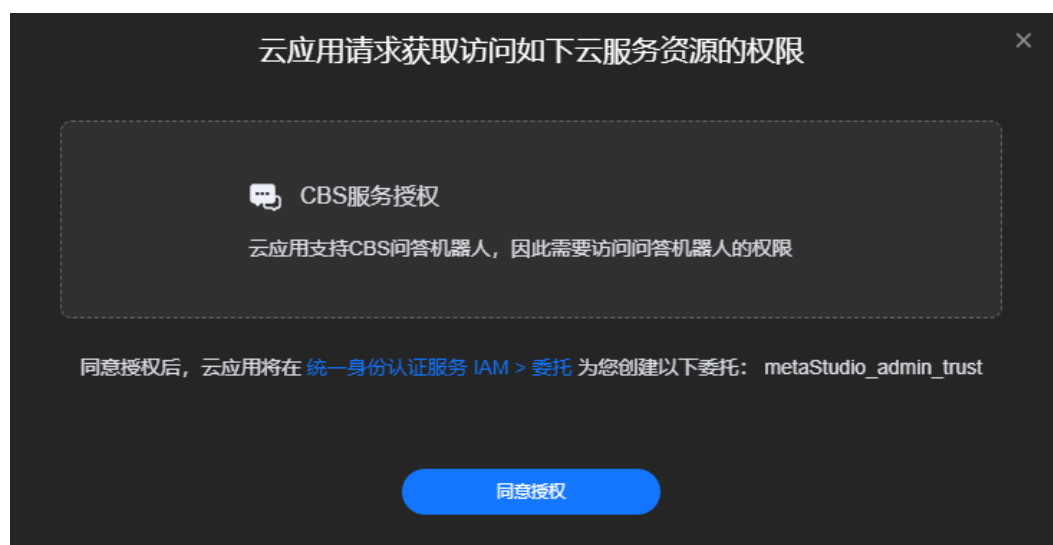 云应用请求获取访问如下云服务资源的权限
CBS服务授权
云应用支持CBS问答机器人，因此需要访问问答机器人的权限
同意授权后，云应用将在 统一身份认证服务 IAM > 委托 为您创建以下委托： metaStudio_admin_trust
同意授权